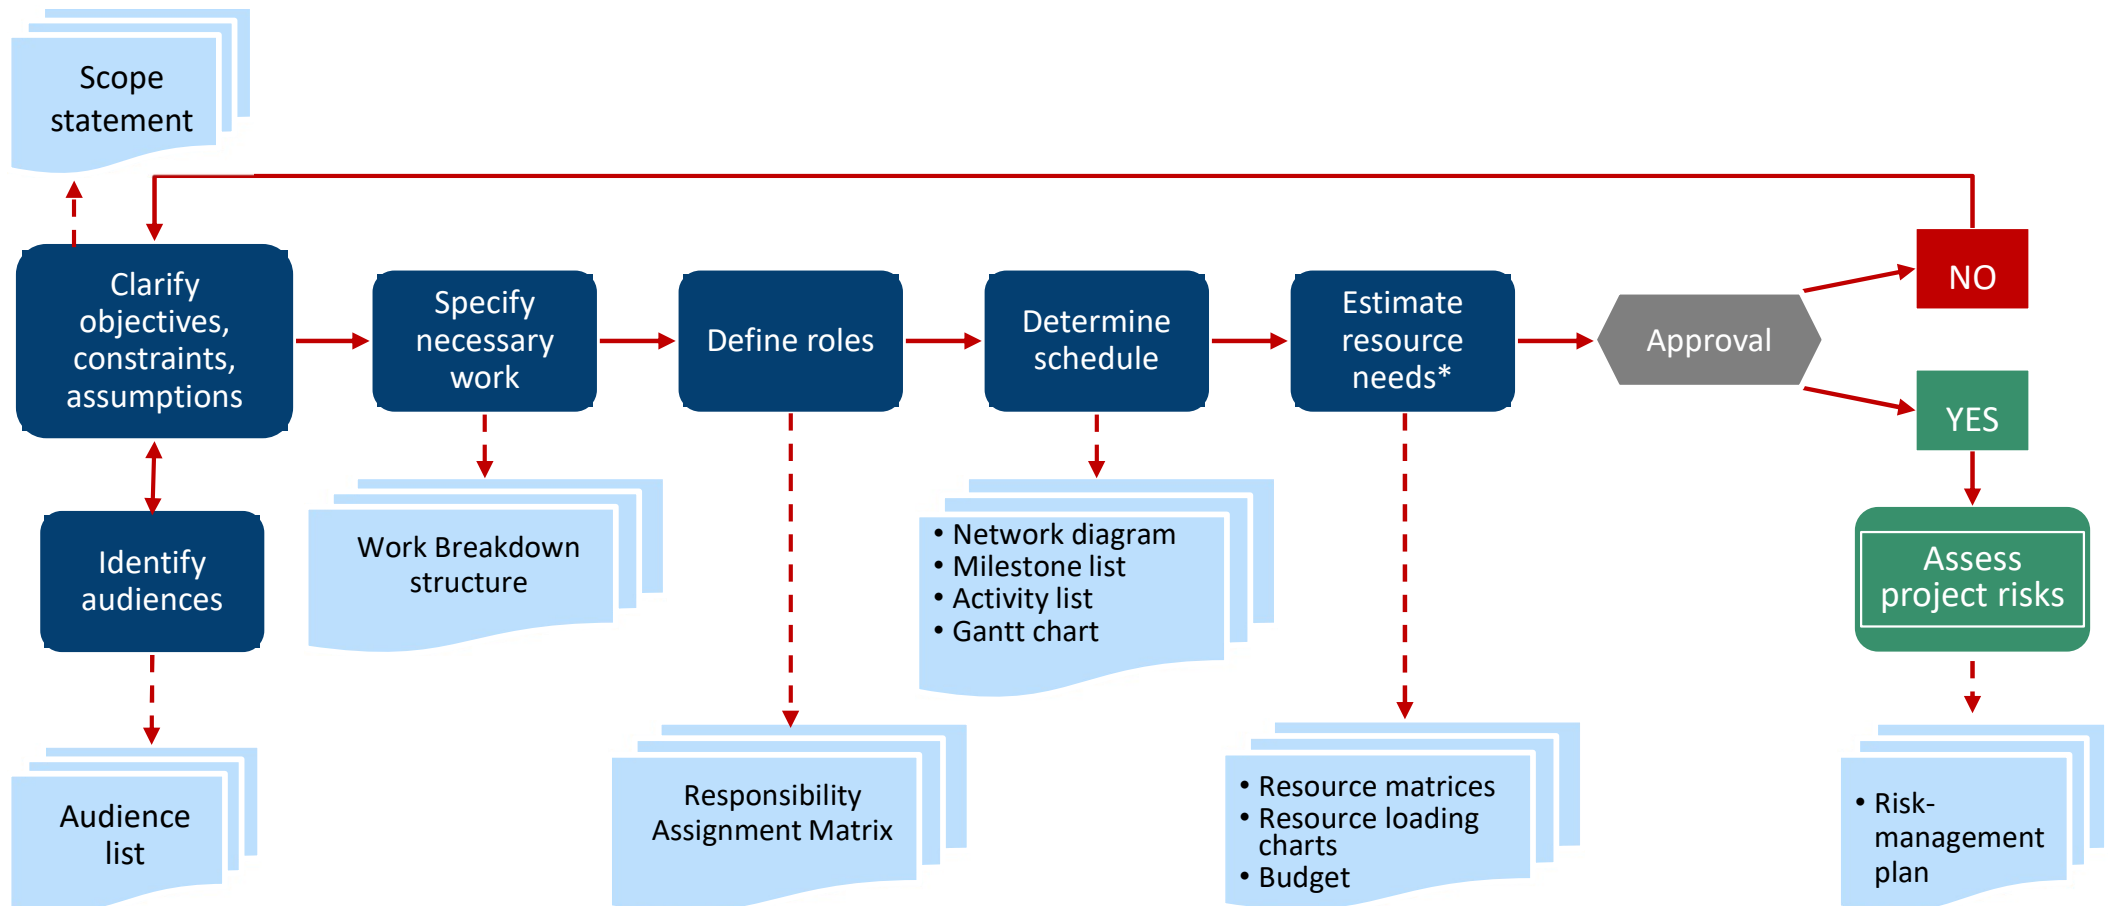 Scope
statement
Clarify
objectives,
constraints,
assumptions
Specify
necessary
work
Define roles
Determine
schedule
Estimate
resource
needs*
Approval
NO
YES
Identify
audiences
Work Breakdown
structure
• Network diagram
• Milestone list
• Activity list
• Gantt chart
Assess
project risks
Audience
list
Responsibility
Assignment Matrix
• Resource matrices
• Resource loading
charts
• Budget
• Risk-
management
plan